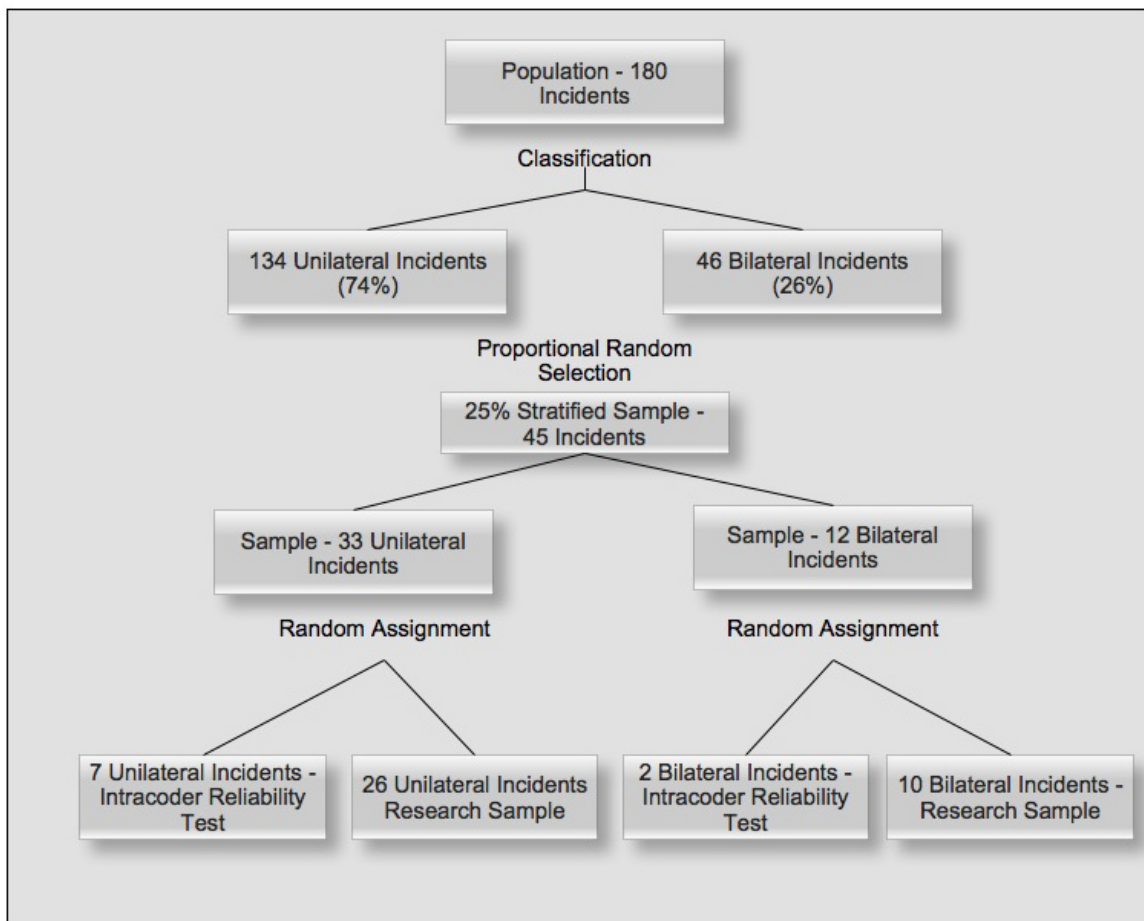 Population - 180
Incidents
Classification
134 Unilateral Incidents
(74%)
46 Bilateral Incidents
(26%)
Proportional Random
Selection
25% Stratified Sample -
45 Incidents
Sample - 33 Unilateral
Incidents
Sample - 12 Bilateral
Incidents
Random Assignment
Random Assignment
7 Unilateral Incidents -
Intracoder Reliability
Test
26 Unilateral Incidents
Research Sample
2 Bilateral Incidents -
Intracoder Reliability
Test
10 Bilateral Incidents -
Research Sample